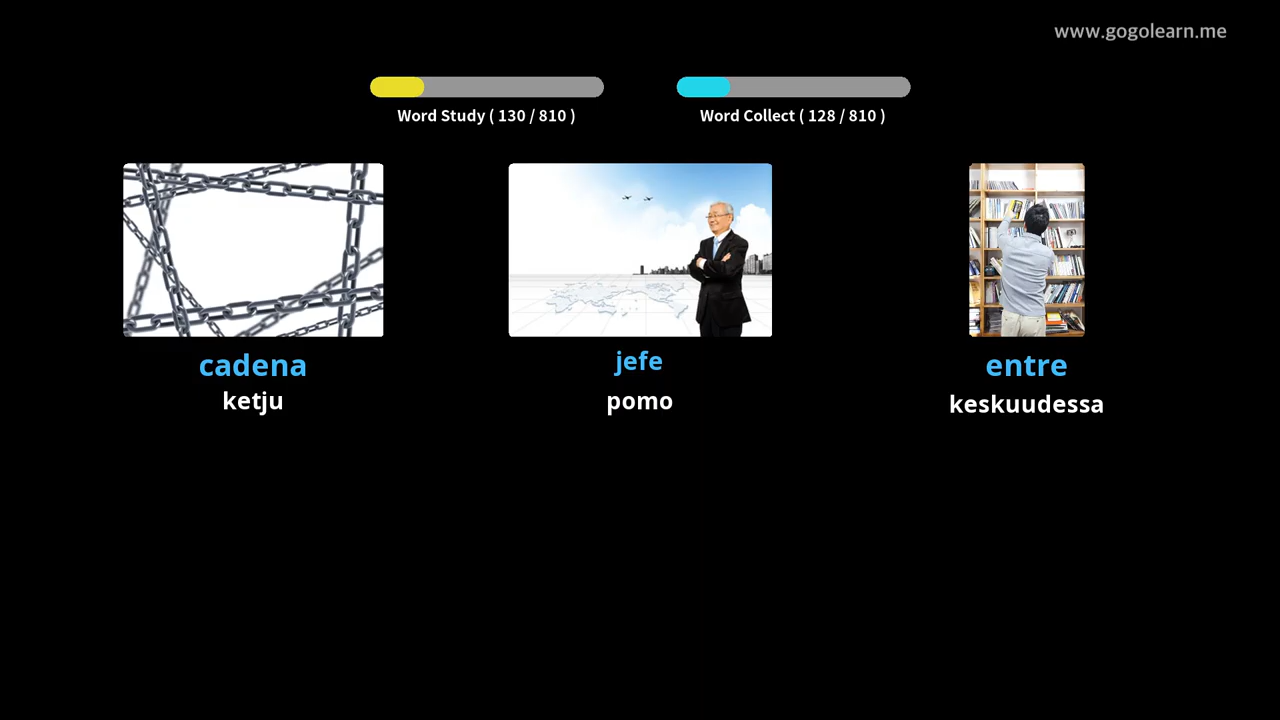 www.gogolearn.me
Word Study ( 130 / 810 )
Word Collect ( 128 / 810 )
cadena
ketju
jefe
pomo
entre
keskuudessa